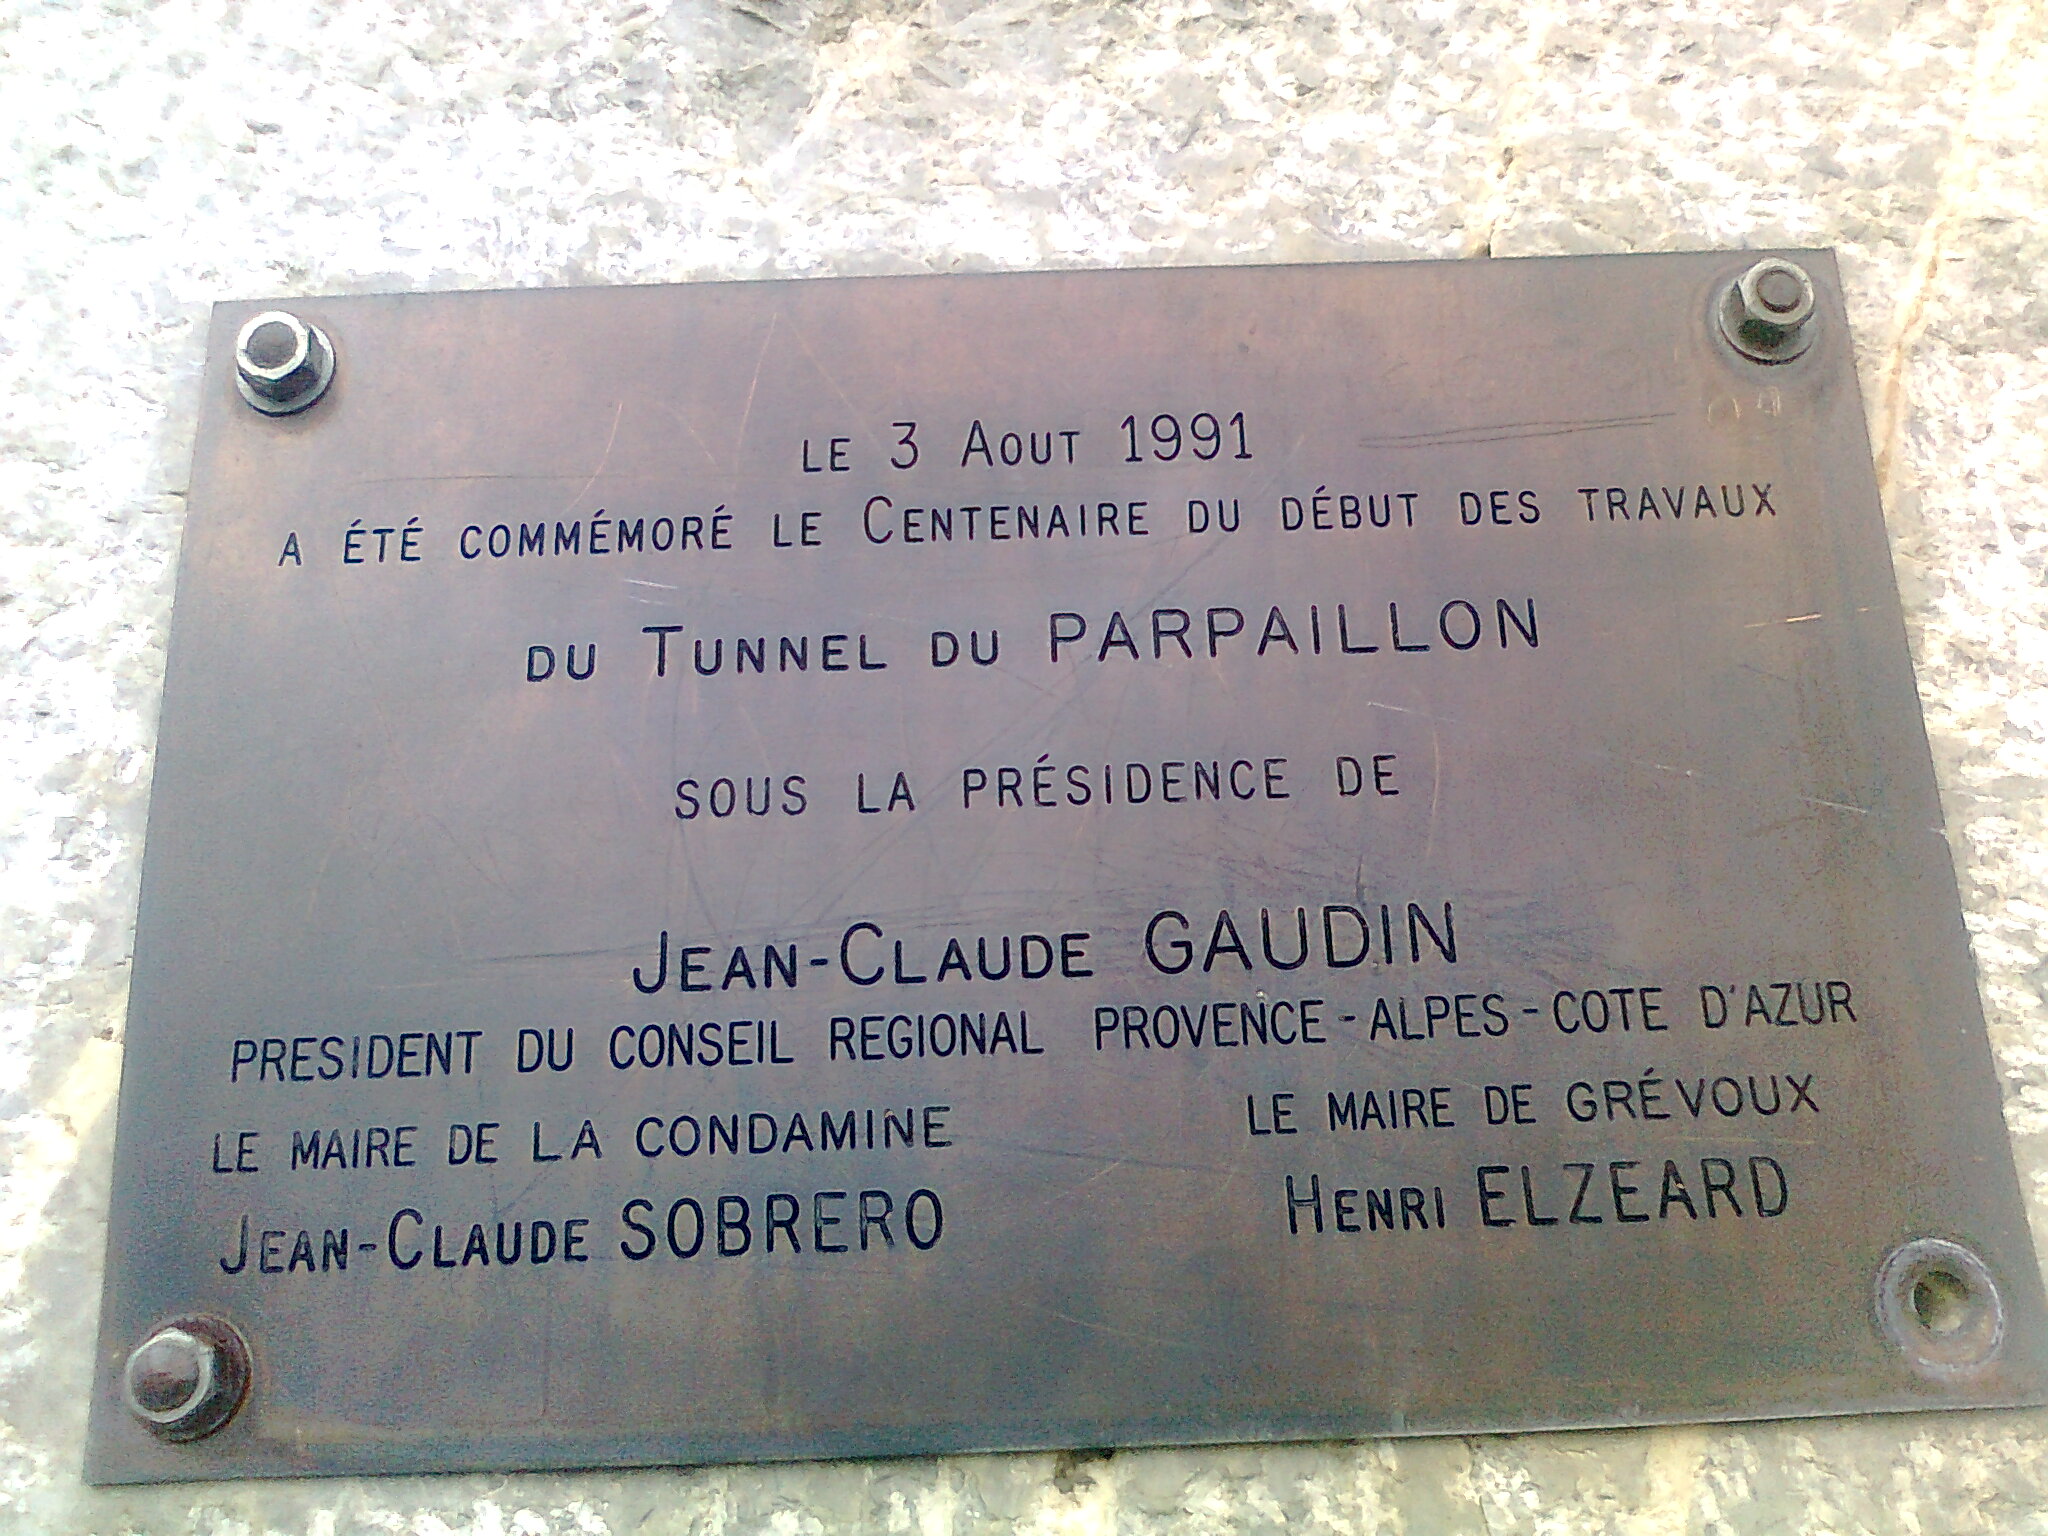 LE 3 AOUT 1991
A ÉTÉ COMMÉMORÉ LE CENTENAIRE DU DÉBUT DES TRAVAUX
DU TUNNEL DU PARPAILLON
SOUS LA PRÉSIDENCE DE
JEAN-CLAUDE GAUDIN
PRESIDENT DU CONSEIL REGIONAL PROVENCE-ALPES-COTE D'AZUR
LE MAIRE DE LA CONDAMINE LE MAIRE DE GRÉVOUX
JEAN-CLAUDE SOBRERO HENRI ELZEARD